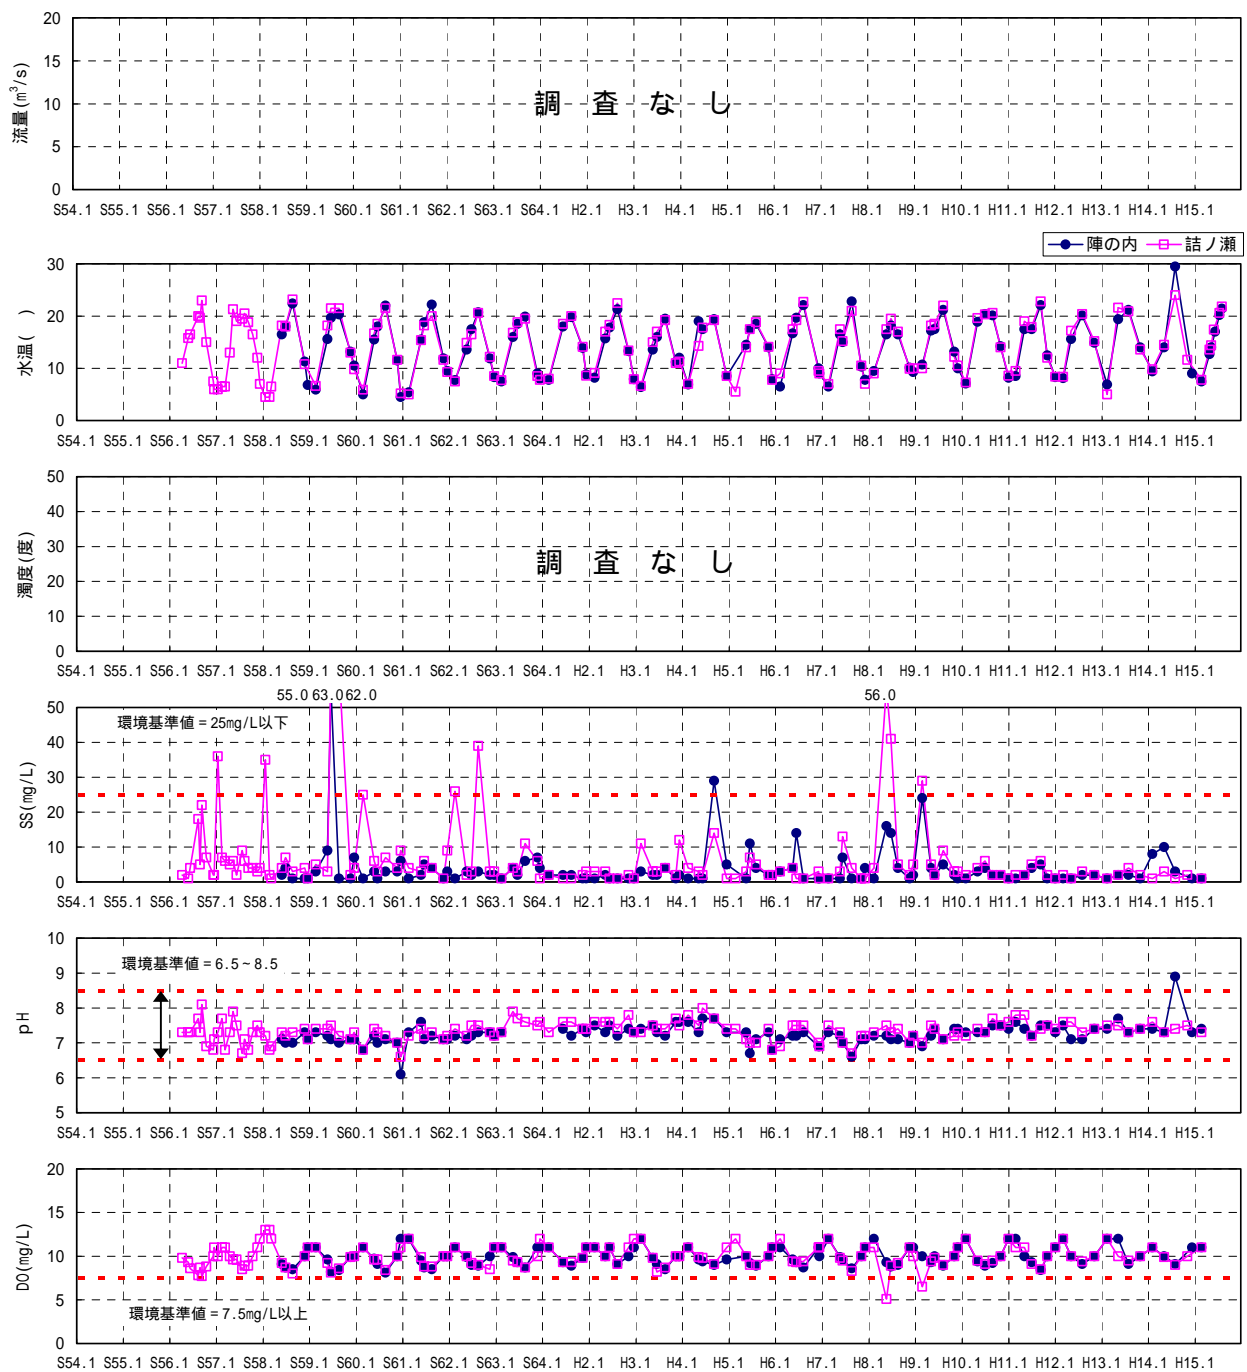 流量(m³/s)
20
15
10
5
0
調 査 な し
S54.1 S55.1 S56.1 S57.1 S58.1 S59.1 S60.1 S61.1 S62.1 S63.1 S64.1 H2.1 H3.1 H4.1 H5.1 H6.1 H7.1 H8.1 H9.1 H10.1 H11.1 H12.1 H13.1 H14.1 H15.1
陣の内 詰ノ瀬
水温( )
30
20
10
0
S54.1 S55.1 S56.1 S57.1 S58.1 S59.1 S60.1 S61.1 S62.1 S63.1 S64.1 H2.1 H3.1 H4.1 H5.1 H6.1 H7.1 H8.1 H9.1 H10.1 H11.1 H12.1 H13.1 H14.1 H15.1
濁度(度)
50
40
30
20
10
0
調 査 な し
S54.1 S55.1 S56.1 S57.1 S58.1 S59.1 S60.1 S61.1 S62.1 S63.1 S64.1 H2.1 H3.1 H4.1 H5.1 H6.1 H7.1 H8.1 H9.1 H10.1 H11.1 H12.1 H13.1 H14.1 H15.1
55.0 63.0 62.0 56.0
SS(mg/L)
50
40
30
20
10
0
環境基準値=25mg/L以下
S54.1 S55.1 S56.1 S57.1 S58.1 S59.1 S60.1 S61.1 S62.1 S63.1 S64.1 H2.1 H3.1 H4.1 H5.1 H6.1 H7.1 H8.1 H9.1 H10.1 H11.1 H12.1 H13.1 H14.1 H15.1
pH
10
9
8
7
6
5
環境基準値=6.5~8.5
S54.1 S55.1 S56.1 S57.1 S58.1 S59.1 S60.1 S61.1 S62.1 S63.1 S64.1 H2.1 H3.1 H4.1 H5.1 H6.1 H7.1 H8.1 H9.1 H10.1 H11.1 H12.1 H13.1 H14.1 H15.1
DO(mg/L)
20
15
10
5
0
環境基準値=7.5mg/L以上
S54.1 S55.1 S56.1 S57.1 S58.1 S59.1 S60.1 S61.1 S62.1 S63.1 S64.1 H2.1 H3.1 H4.1 H5.1 H6.1 H7.1 H8.1 H9.1 H10.1 H11.1 H12.1 H13.1 H14.1 H15.1